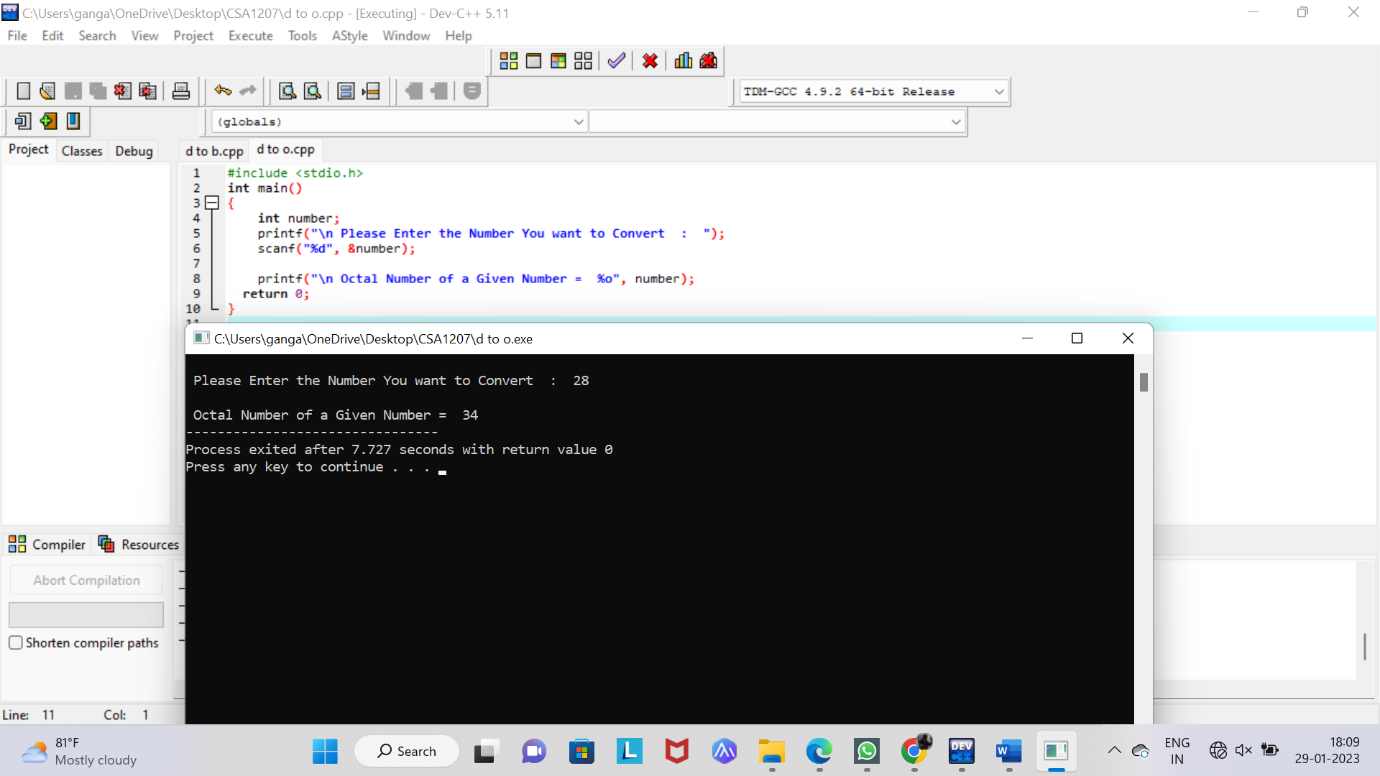 C:\Users\ganga\OneDrive\Desktop\CSA1207\d to o.cpp - [Executing] - Dev-C++ 5.11
File Edit Search View Project Execute Tools AStyle Window Help
TDM-GCC 4.9.2 64-bit Release
(globals)
Project Classes Debug
d to b.cpp d to o.cpp
1 #include <stdio.h>
2 int main()
3 {
4 int number;
5 printf("\n Please Enter the Number You want to Convert  :  ");
6 scanf("%d", &number);
7
8 printf("\n Octal Number of a Given Number =  %o", number);
9 return 0;
10 }
11
C:\Users\ganga\OneDrive\Desktop\CSA1207\d to o.exe
Please Enter the Number You want to Convert  :  28
Octal Number of a Given Number =  34
--------------------------------
Process exited after 7.727 seconds with return value 0
Press any key to continue . . .
Compiler Resources
Abort Compilation
Shorten compiler paths
Line: 11 Col: 1
81°F
Mostly cloudy
Search
DEV
ENG
IN
18:09
29-01-2023